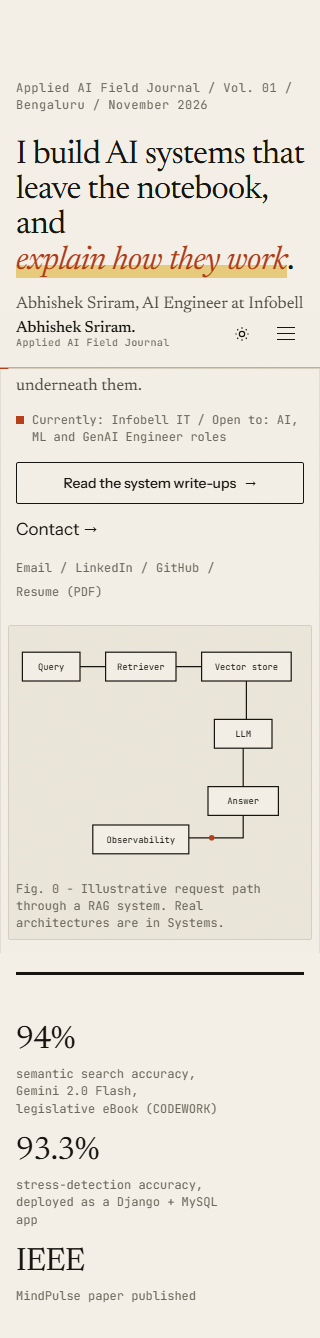 Applied AI Field Journal / Vol. 01 /
Bengaluru / November 2026
I build AI systems that
leave the notebook,
and
explain how they work.
Abhishek Sriram, AI Engineer at Infobell
Abhishek Sriram.
Applied AI Field Journal
underneath them.
Currently: Infobell IT / Open to: AI,
ML and GenAI Engineer roles
Read the system write-ups →
Contact →
Email / LinkedIn / GitHub /
Resume (PDF)
Query
Retriever
Vector store
LLM
Answer
Observability
Fig. 0 - Illustrative request path
through a RAG system. Real
architectures are in Systems.
94%
semantic search accuracy,
Gemini 2.0 Flash,
legislative eBook (CODEWORK)
93.3%
stress-detection accuracy,
deployed as a Django + MySQL
app
IEEE
MindPulse paper published